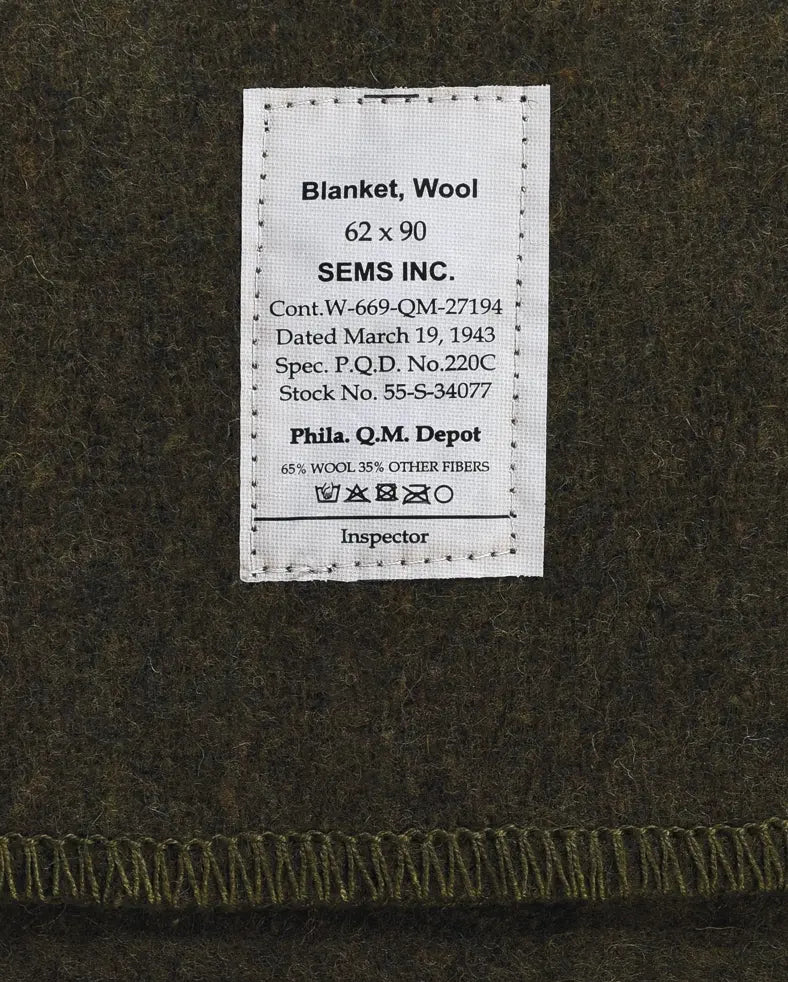 Blanket, Wool
62 x 90
SEMS INC.
Cont.W-669-QM-27194
Dated March 19, 1943
Spec. P.Q.D. No.220C
Stock No. 55-S-34077
Phila. Q.M. Depot
65% WOOL 35% OTHER FIBERS
Inspector